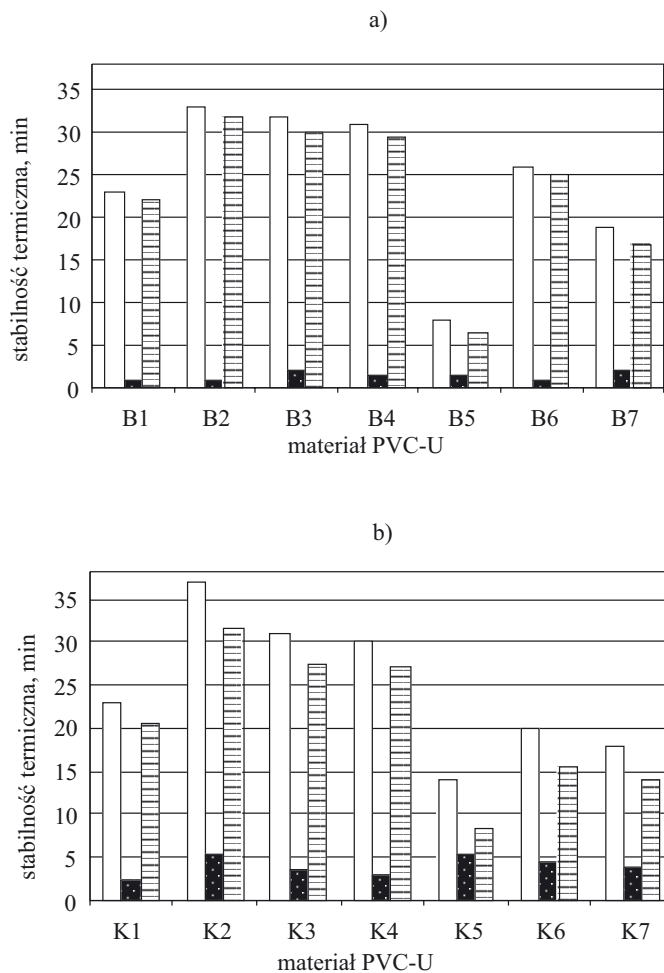 a)
stabilność termiczna, min
35
30
25
20
15
10
5
0
B1 B2 B3 B4 B5 B6 B7
materiał PVC-U
b)
stabilność termiczna, min
35
30
25
20
15
10
5
0
K1 K2 K3 K4 K5 K6 K7
materiał PVC-U